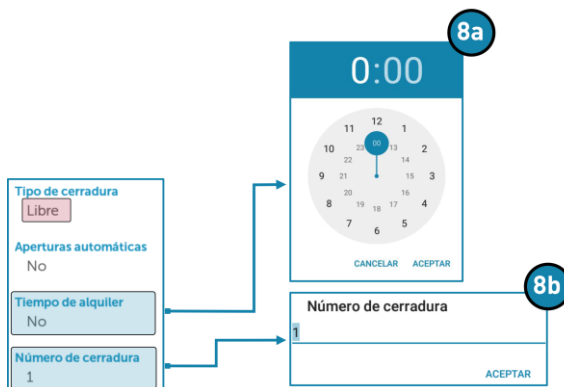 8a
0:00
12
11
1
23
00
13
10
2
22
14
9
21
15
3
20
16
8
19
18
17
4
7
5
6
CANCELAR ACEPTAR
Tipo de cerradura
Libre
Aperturas automáticas
No
Tiempo de alquiler
No
Número de cerradura
1
8b
Número de cerradura
1
ACEPTAR